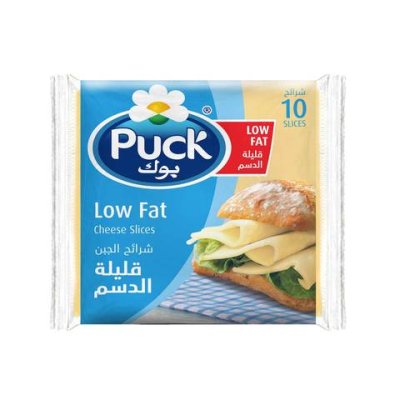 شرائح
10
SLICES
Puck
بوك
®
LOW
FAT
قليلة
الدسم
Low Fat
Cheese Slices
شرائح الجبن
قليلة
الدسم